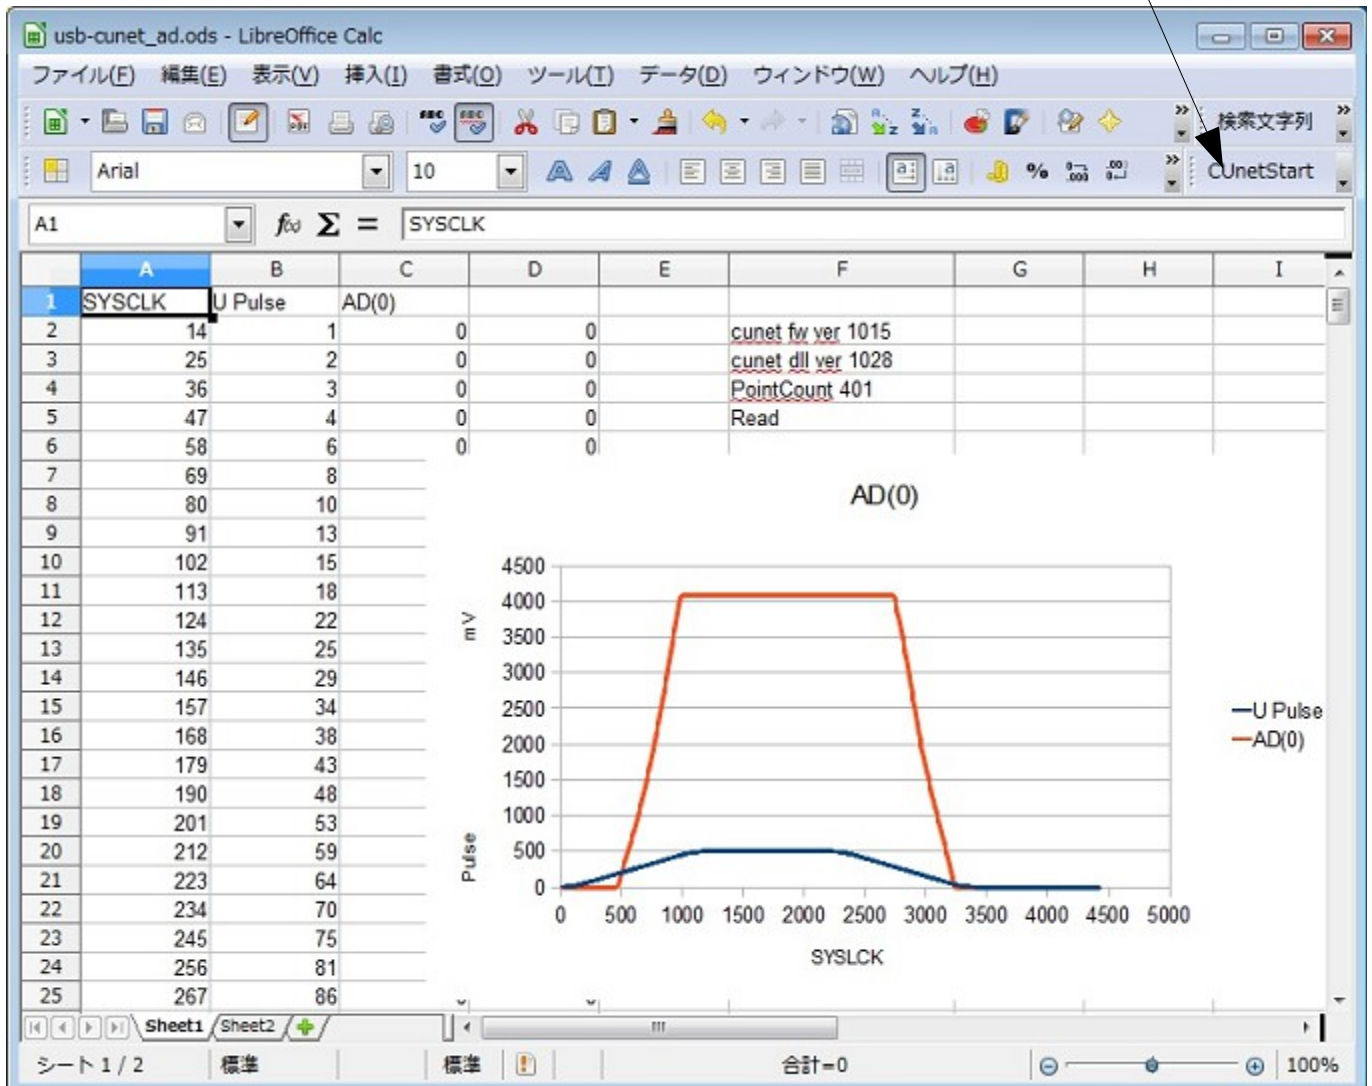 usb-cunet_ad.ods - LibreOffice Calc
ファイル(F) 編集(E) 表示(V) 挿入(I) 書式(O) ツール(T) データ(D) ウィンドウ(W) ヘルプ(H)
検索文字列
Arial 10 CUnetStart
A1 SYSCLK
A B C D E F G H I
1 SYSCLK U Pulse AD(0)
2 14 1 0 0 cunet fw ver 1015
3 25 2 0 0 cunet dll ver 1028
4 36 3 0 0 PointCount 401
5 47 4 0 0 Read
6 58 6 0 0
7 69 8
8 80 10
9 91 13
10 102 15
11 113 18
12 124 22
13 135 25
14 146 29
15 157 34
16 168 38
17 179 43
18 190 48
19 201 53
20 212 59
21 223 64
22 234 70
23 245 75
24 256 81
25 267 86
AD(0)
mV
Pulse
4500
4000
3500
3000
2500
2000
1500
1000
500
0
0 500 1000 1500 2000 2500 3000 3500 4000 4500 5000
SYSLCK
U Pulse
AD(0)
Sheet1 Sheet2
シート 1 / 2 標準 標準 合計=0 100%